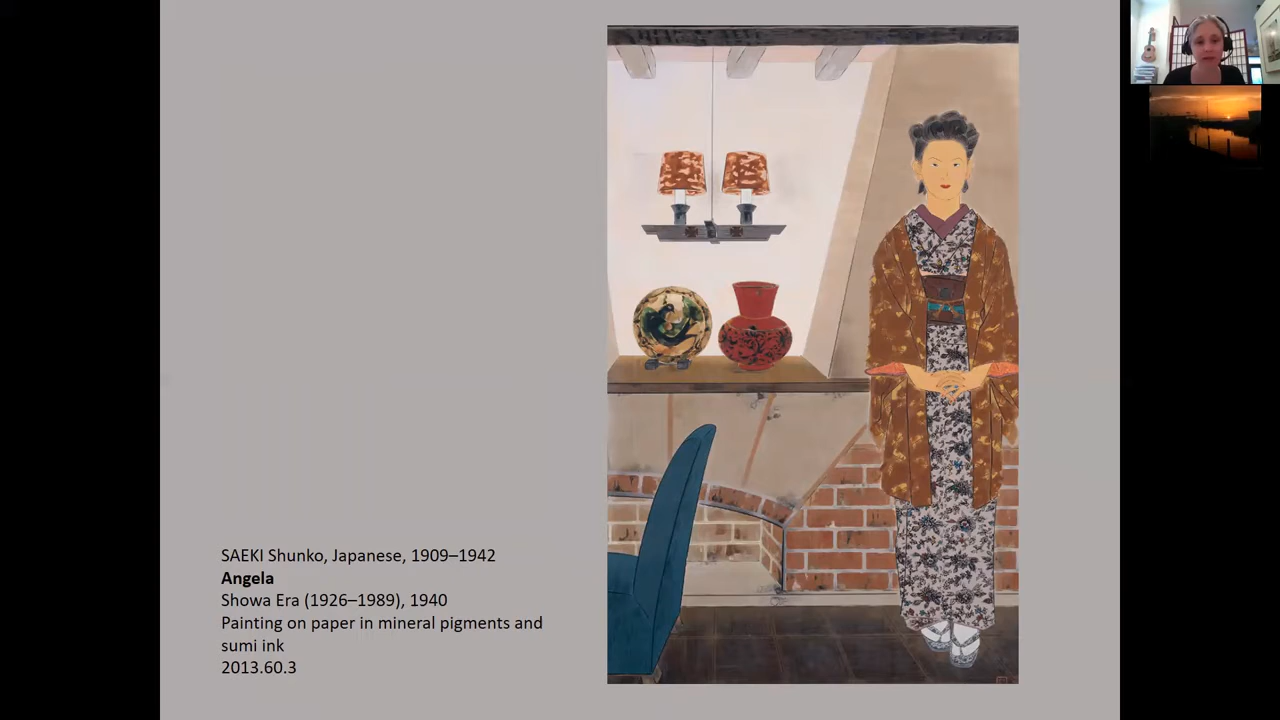 SAEKI Shunko, Japanese, 1909–1942
Angela
Showa Era (1926–1989), 1940
Painting on paper in mineral pigments and
sumi ink
2013.60.3